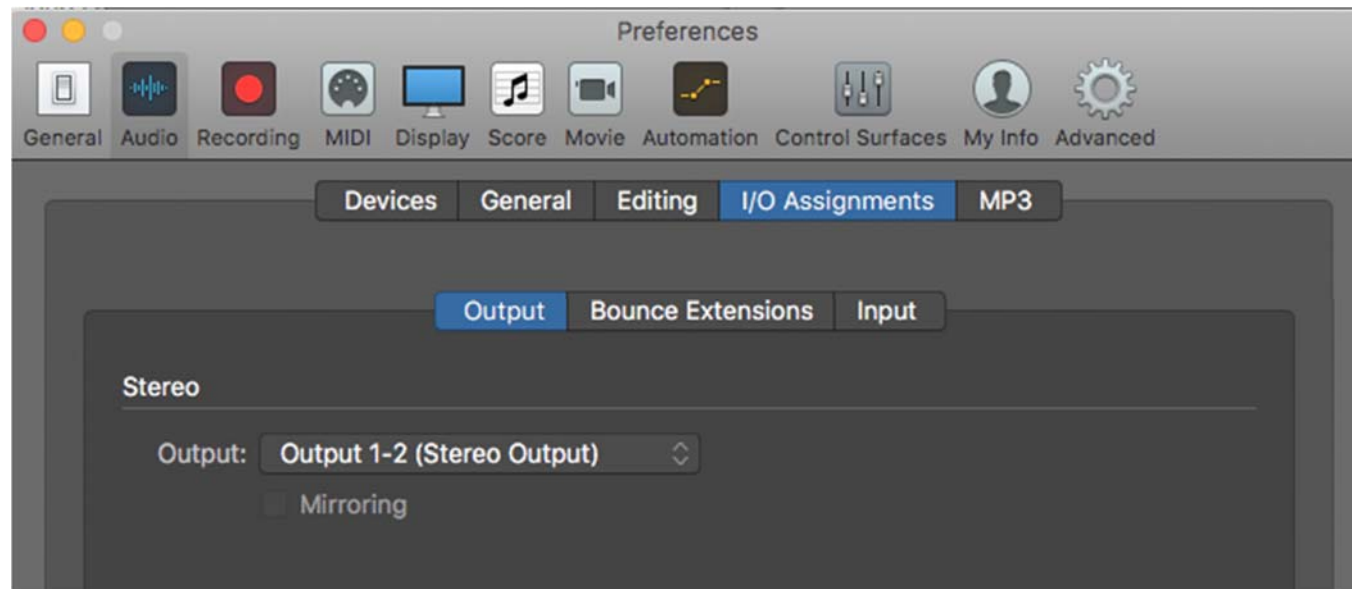 Preferences
General Audio Recording MIDI Display Score Movie Automation Control Surfaces My Info Advanced
Devices General Editing I/O Assignments MP3
Output Bounce Extensions Input
Stereo
Output: Output 1-2 (Stereo Output)
Mirroring